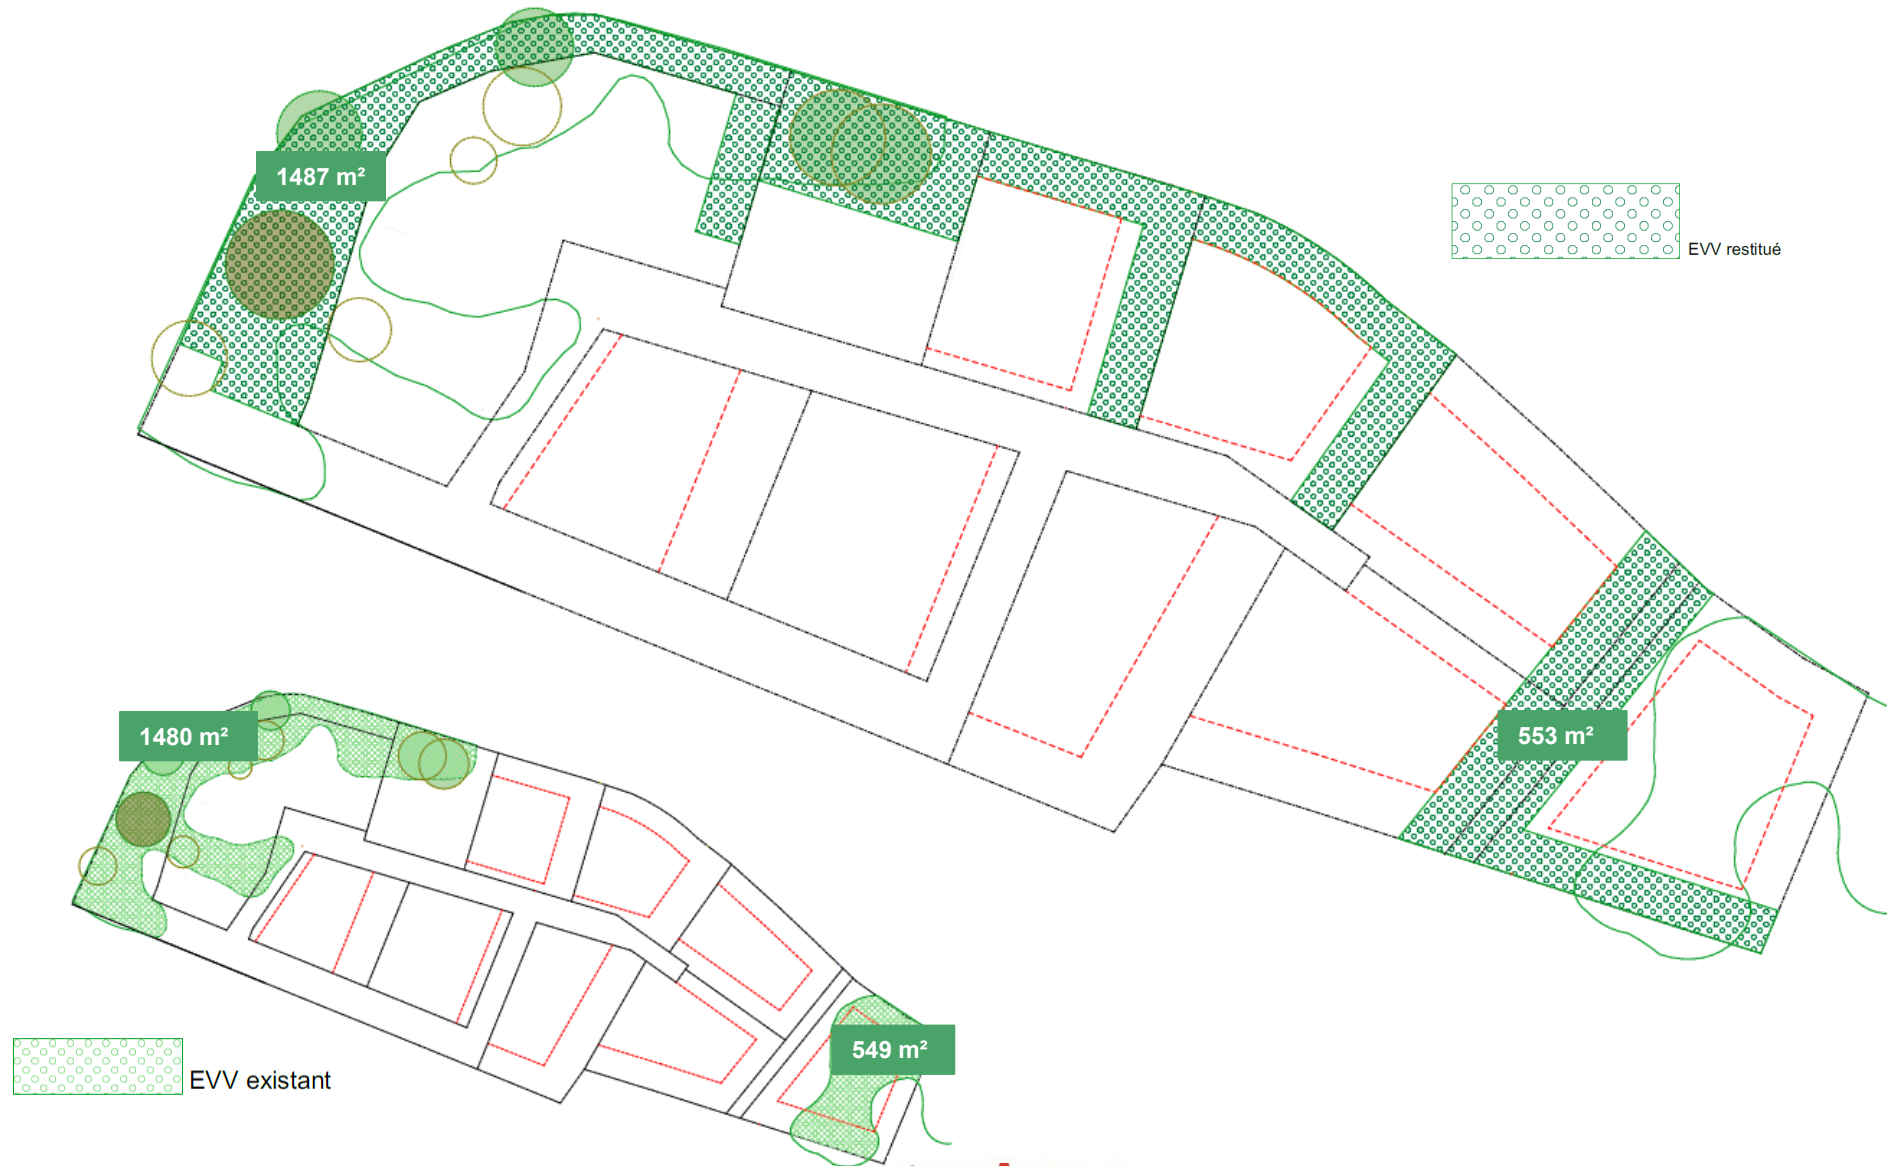 1487 m²
EVV restitué
1480 m²
553 m²
549 m²
EVV existant